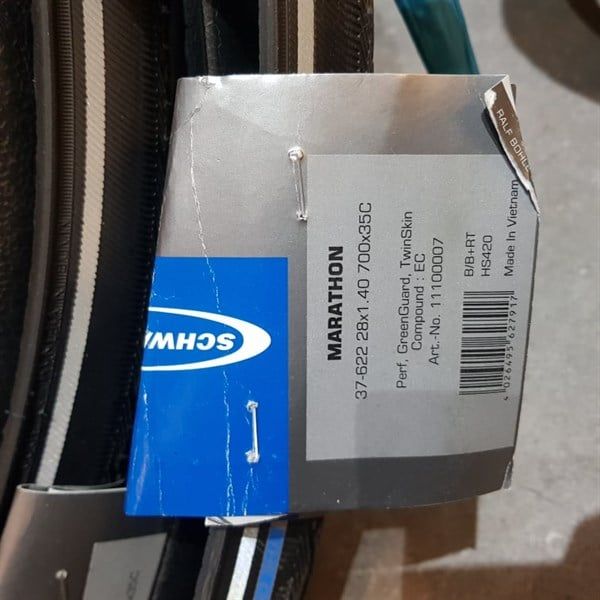 MARATHON
37-622 28x1.40 700x35C
Perf, GreenGuard, TwinSkin
Compound : EC
Art.-No. 11100007
B/B+RT
HS420
4 026495 627917
Made In Vietnam
RALF
SCHW